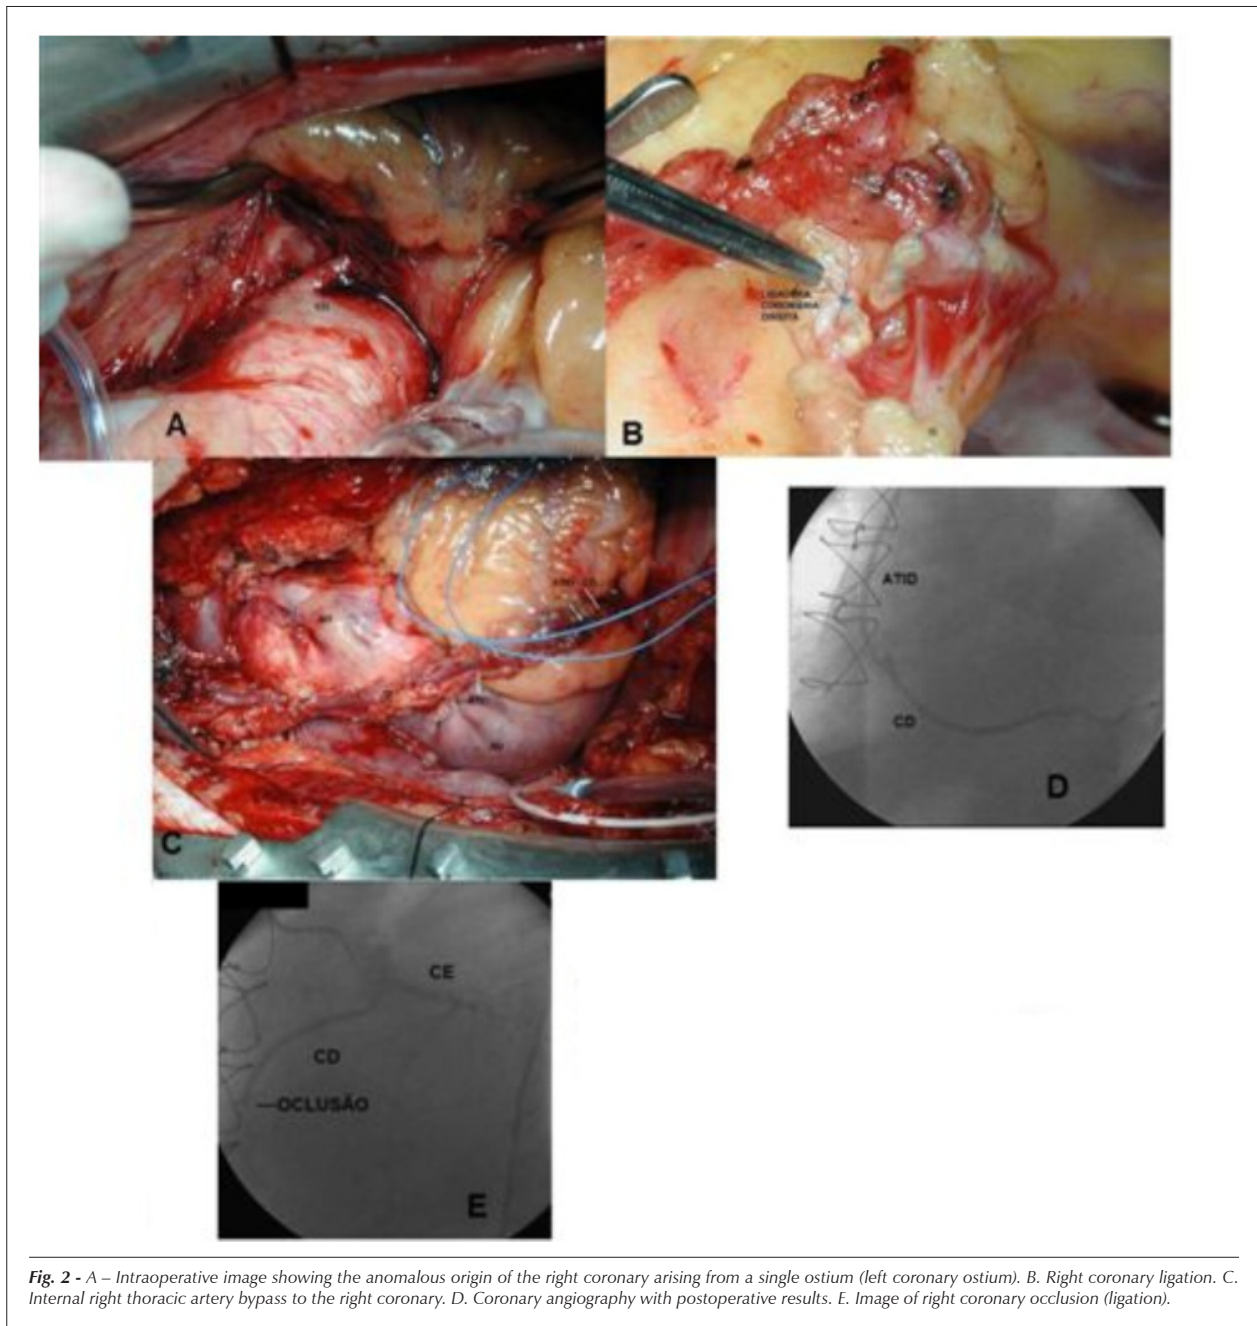 A
LIGADURA
CORONÁRIA
DIREITA
B
C
ATID
CD
D
CE
CD
OCLUSÃO
E
Fig. 2 - A – Intraoperative image showing the anomalous origin of the right coronary arising from a single ostium (left coronary ostium). B. Right coronary ligation. C.
Internal right thoracic artery bypass to the right coronary. D. Coronary angiography with postoperative results. E. Image of right coronary occlusion (ligation).